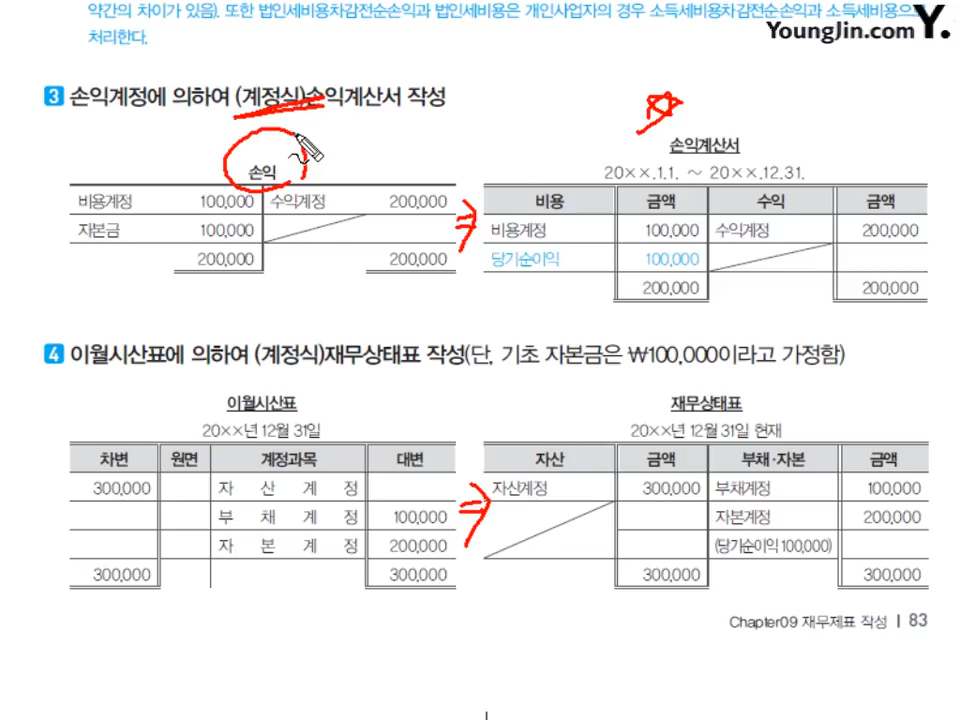 약간의 차이가 있음). 또한 법인세비용차감전순손익과 법인세비용은 개인사업자의 경우 소득세비용차감전순손익과 소득세비용으
처리한다.
YoungJin.com Y.
3 손익계정에 의하여 (계정식)손익계산서 작성
손익
비용계정 100,000 수익계정 200,000
자본금 100,000
200,000 200,000
손익계산서
20××.1.1. ~ 20××.12.31.
비용 금액 수익 금액
비용계정 100,000 수익계정 200,000
당기순이익 100,000
200,000 200,000
4 이월시산표에 의하여 (계정식)재무상태표 작성(단, 기초 자본금은 ₩100,000이라고 가정함)
이월시산표
20××년 12월 31일
차변 원면 계정과목 대변
300,000 자 산 계 정
부 채 계 정 100,000
자 본 계 정 200,000
300,000 300,000
재무상태표
20××년 12월 31일 현재
자산 금액 부채·자본 금액
자산계정 300,000 부채계정 100,000
자본계정 200,000
(당기순이익 100,000)
300,000 300,000
Chapter09 재무제표 작성 | 83